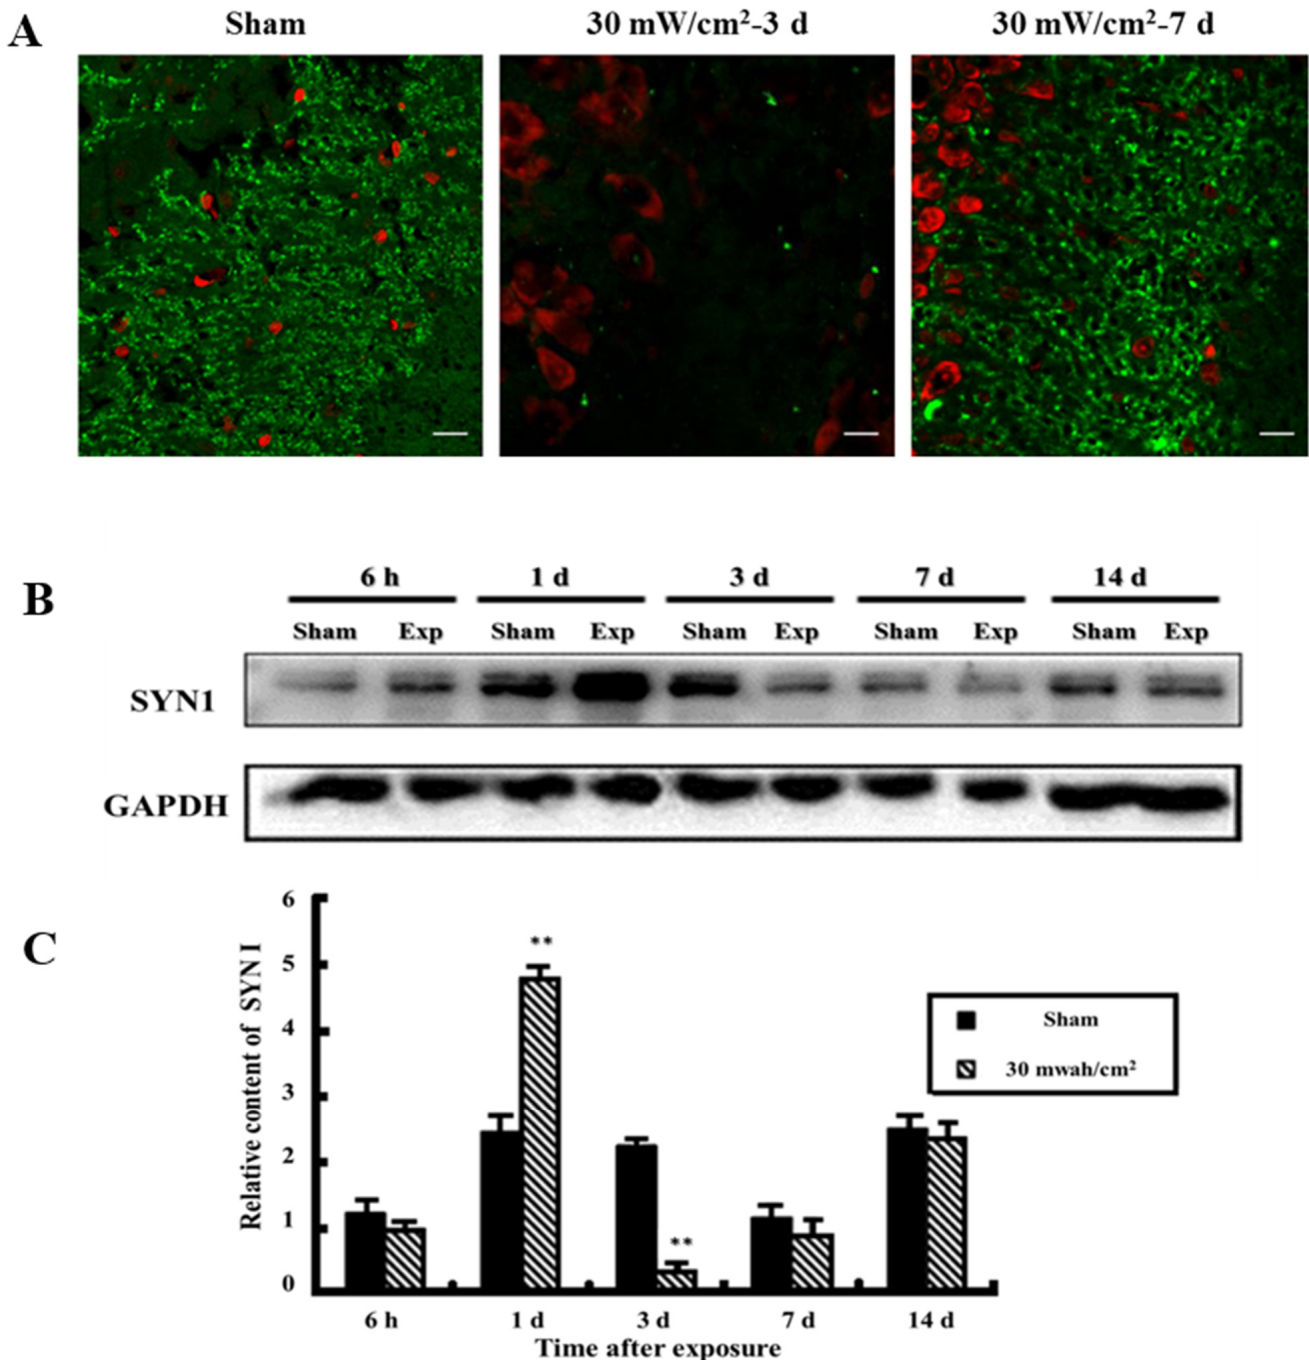 A
Sham
30 mW/cm²-3 d
30 mW/cm²-7 d
B
6 h
1 d
3 d
7 d
14 d
Sham Exp Sham Exp Sham Exp Sham Exp Sham Exp
SYN1
GAPDH
C
Relative content of SYN I
6
5
4
3
2
1
0
**
**
Sham
30 mwah/cm²
6 h
1 d
3 d
7 d
14 d
Time after exposure